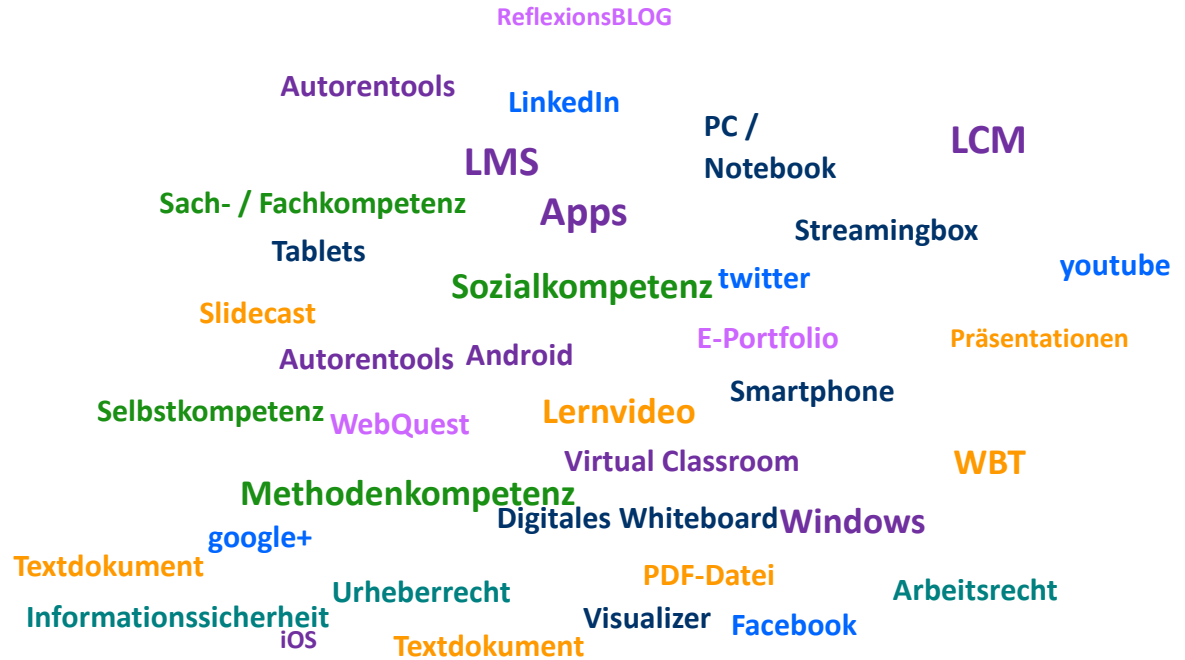 ReflexionsBLOG
Autorentools
LinkedIn
PC /
Notebook
LCM
LMS
Sach- / Fachkompetenz
Apps
Streamingbox
Tablets
youtube
Sozialkompetenz
twitter
Slidecast
E-Portfolio
Präsentationen
Autorentools
Android
Smartphone
Selbstkompetenz
WebQuest
Lernvideo
Virtual Classroom
WBT
Methodenkompetenz
Digitales Whiteboard
Windows
google+
Textdokument
PDF-Datei
Urheberrecht
Arbeitsrecht
Informationssicherheit
Visualizer
Facebook
iOS
Textdokument